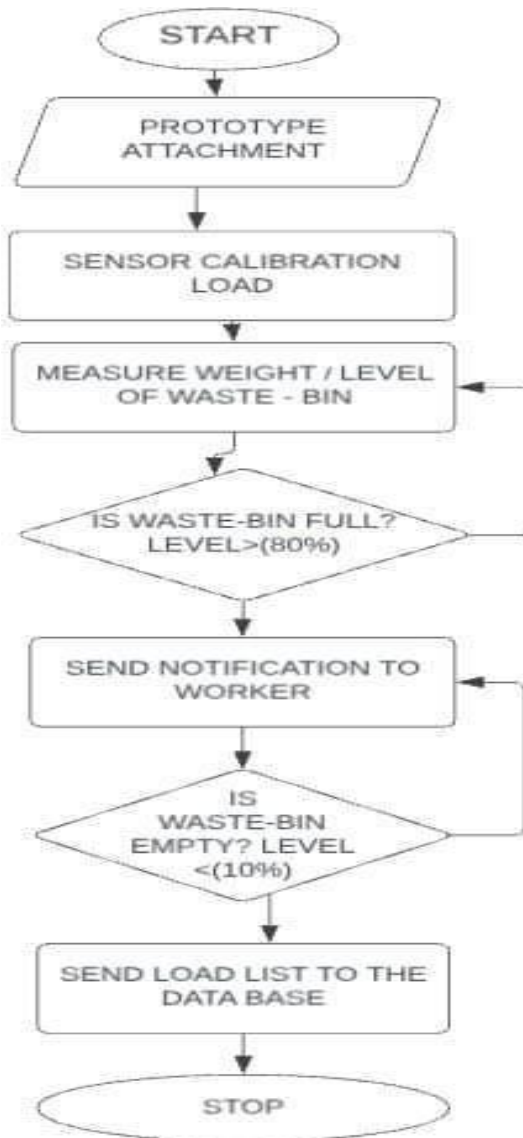 START
PROTOTYPE
ATTACHMENT
SENSOR CALIBRATION
LOAD
MEASURE WEIGHT / LEVEL
OF WASTE - BIN
IS WASTE-BIN FULL?
LEVEL>(80%)
SEND NOTIFICATION TO
WORKER
IS
WASTE-BIN
EMPTY? LEVEL
<(10%)
SEND LOAD LIST TO THE
DATA BASE
STOP